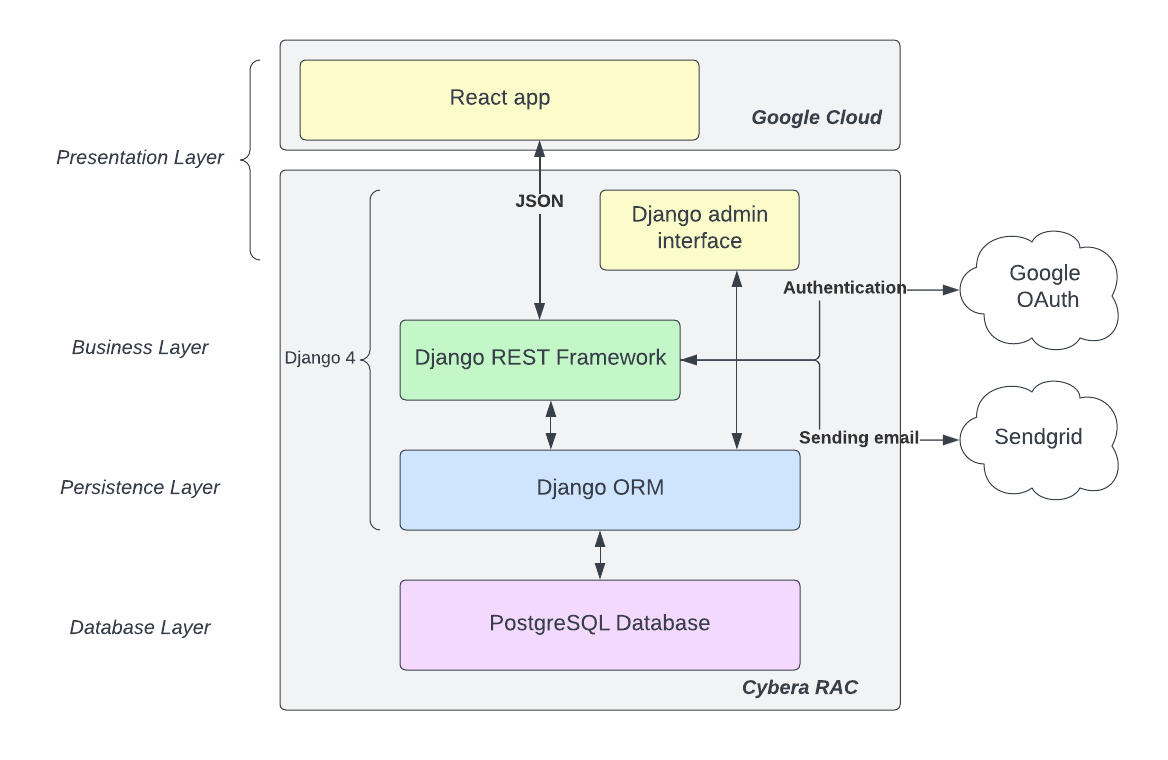 React app
Google Cloud
Presentation Layer
JSON
Django admin
interface
Google
OAuth
Authentication
Business Layer
Django 4
Django REST Framework
Sending email
Sendgrid
Persistence Layer
Django ORM
Database Layer
PostgreSQL Database
Cybera RAC